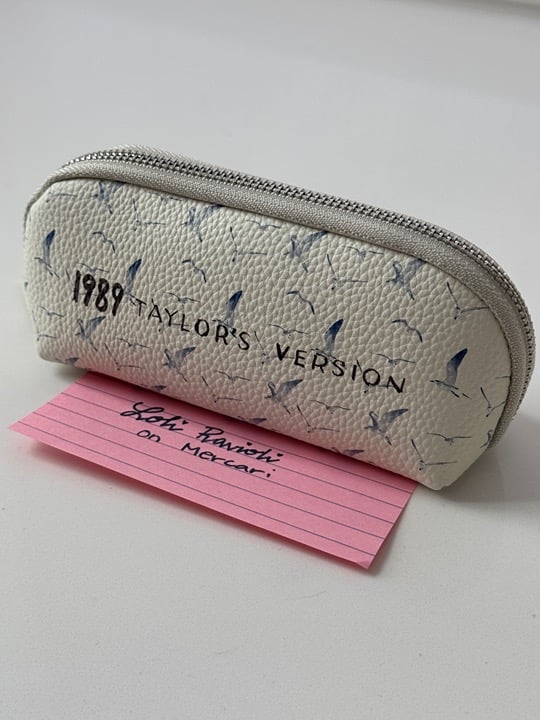 1989 TAYLOR'S VERSION
Loli Ravioli
on Mercari